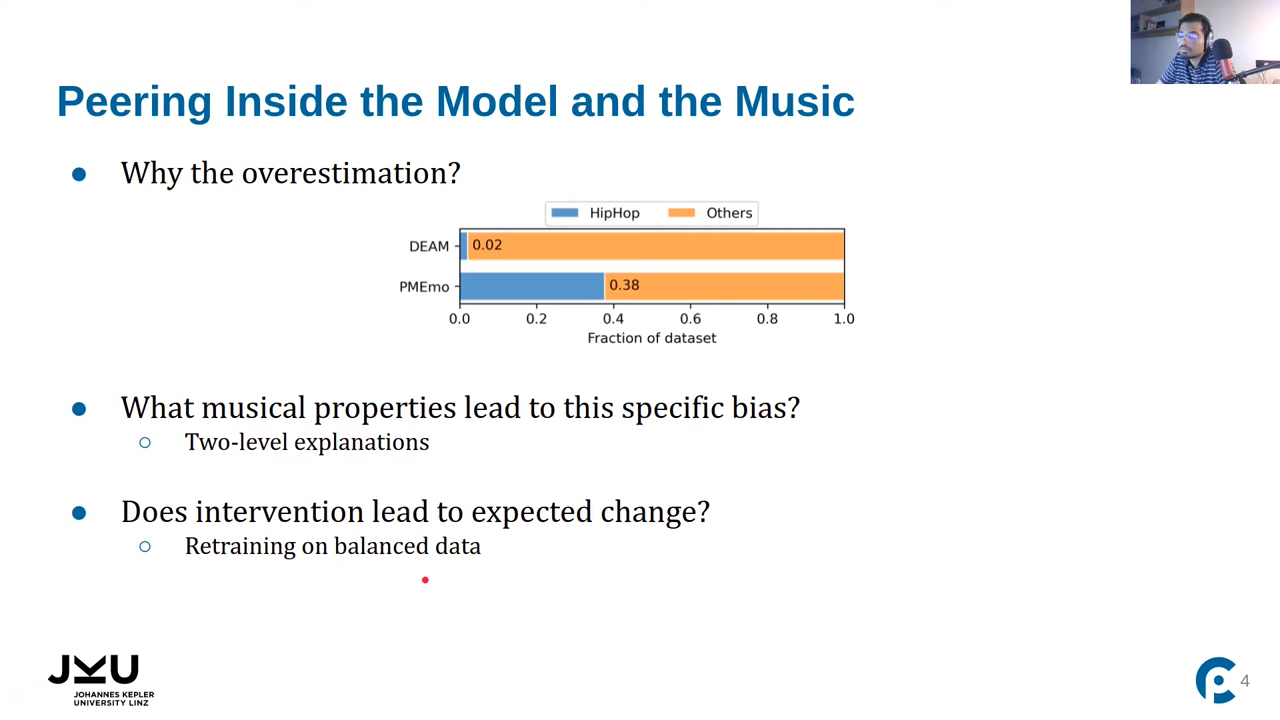 Peering Inside the Model and the Music
● Why the overestimation?
HipHop Others
DEAM 0.02
PMEmo 0.38
0.0 0.2 0.4 0.6 0.8 1.0
Fraction of dataset
● What musical properties lead to this specific bias?
○ Two-level explanations
● Does intervention lead to expected change?
○ Retraining on balanced data
JKU
JOHANNES KEPLER
UNIVERSITY LINZ
4